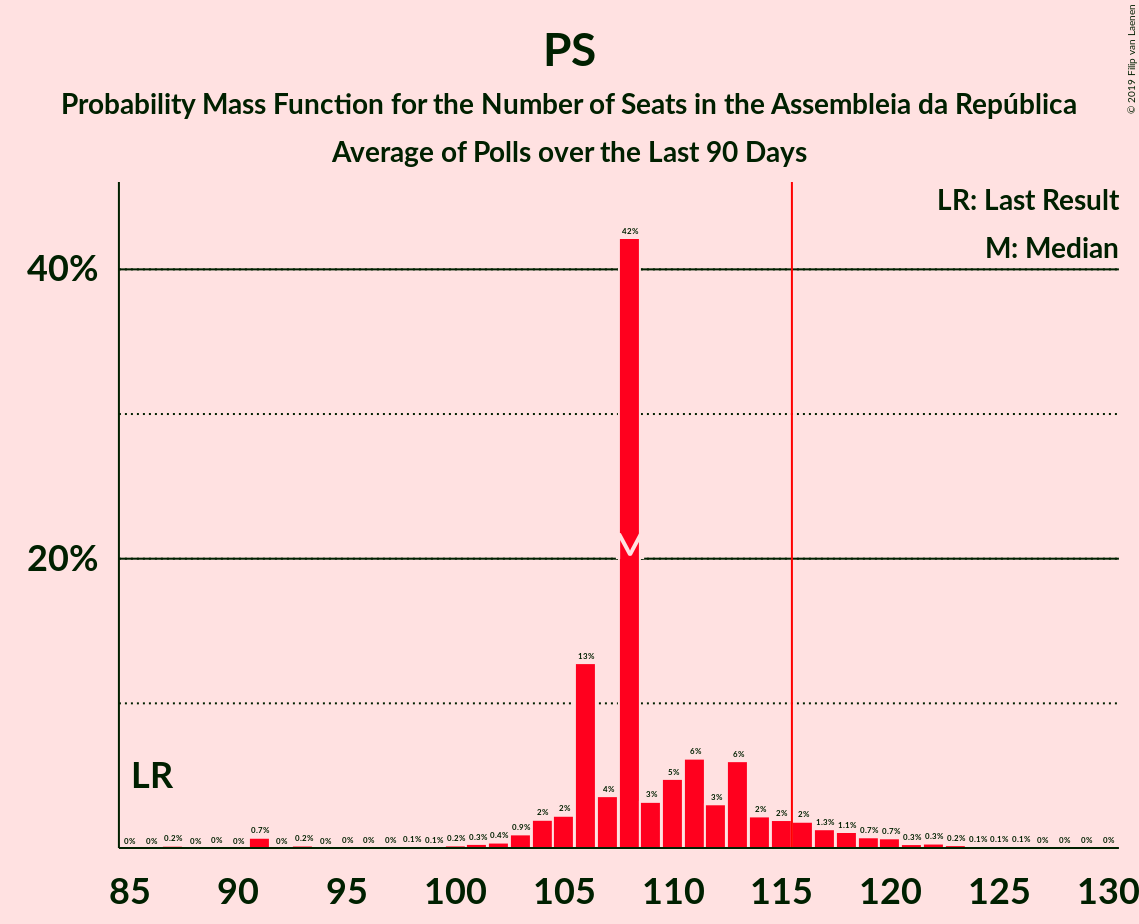 PS
Probability Mass Function for the Number of Seats in the Assembleia da República
Average of Polls over the Last 90 Days
© 2019 Filip van Laenen
LR: Last Result
M: Median
40%
20%
LR
0% 0% 0.2% 0% 0% 0% 0.7% 0% 0.2% 0% 0% 0% 0% 0.1% 0.1% 0.2% 0.3% 0.4% 0.9% 2% 2% 13% 4% 42% 3% 5% 6% 3% 6% 2% 2% 2% 1.3% 1.1% 0.7% 0.7% 0.3% 0.3% 0.2% 0.1% 0.1% 0.1% 0% 0% 0% 0%
85 90 95 100 105 110 115 120 125 130